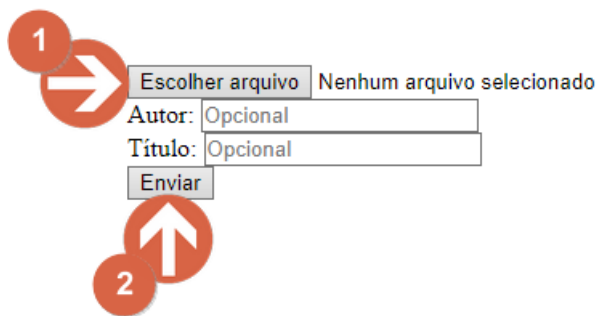 1
Escolher arquivo Nenhum arquivo selecionado
Autor: Opcional
Título: Opcional
Enviar
2